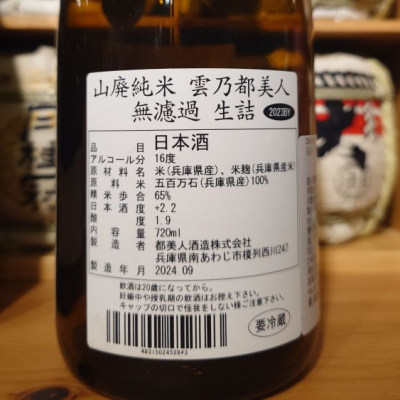 山廃純米 雲乃都美人
無濾過 生詰 2023BY
品目 日本酒
アルコール分 16度
原材料名 米(兵庫県産)、米麹(兵庫県産米)
原料米 五百万石(兵庫県産)100%
精米歩合 65%
日本酒度 +2.2
酸度 1.9
内容量 720ml
製造者 都美人酒造株式会社
兵庫県南あわじ市榎列西川247
製造年月 2024.09
飲酒は20歳になってから。
妊娠中や授乳期の飲酒はお控え下さい。
キャップの切口で怪我をしない様ご注意下さい。
要冷蔵